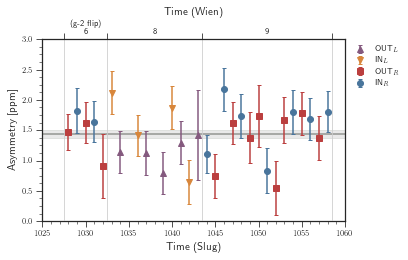 Time (Wien)
(g-2 flip)
6 8 9
Asymmetry [ppm]
3.0
2.5
2.0
1.5
1.0
0.5
0.0
1025 1030 1035 1040 1045 1050 1055 1060
Time (Slug)
OUT_L
IN_L
OUT_R
IN_R